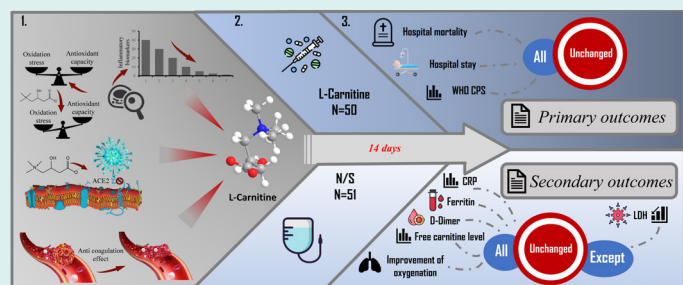 1.
Oxidation
stress
Antioxidant
capacity
Inflammatory
biomarkers
Antioxidant
capacity
Oxidation
stress
ACE2
Anti coagulation
effect
L-Carnitine
2.
L-Carnitine
N=50
14 days
N/S
N=51
3.
Hospital mortality
Hospital stay
WHO CPS
All
Unchanged
Primary outcomes
Secondary outcomes
CRP
Ferritin
D-Dimer
Free carnitine level
Improvement of
oxygenation
All
Unchanged
Except
LDH